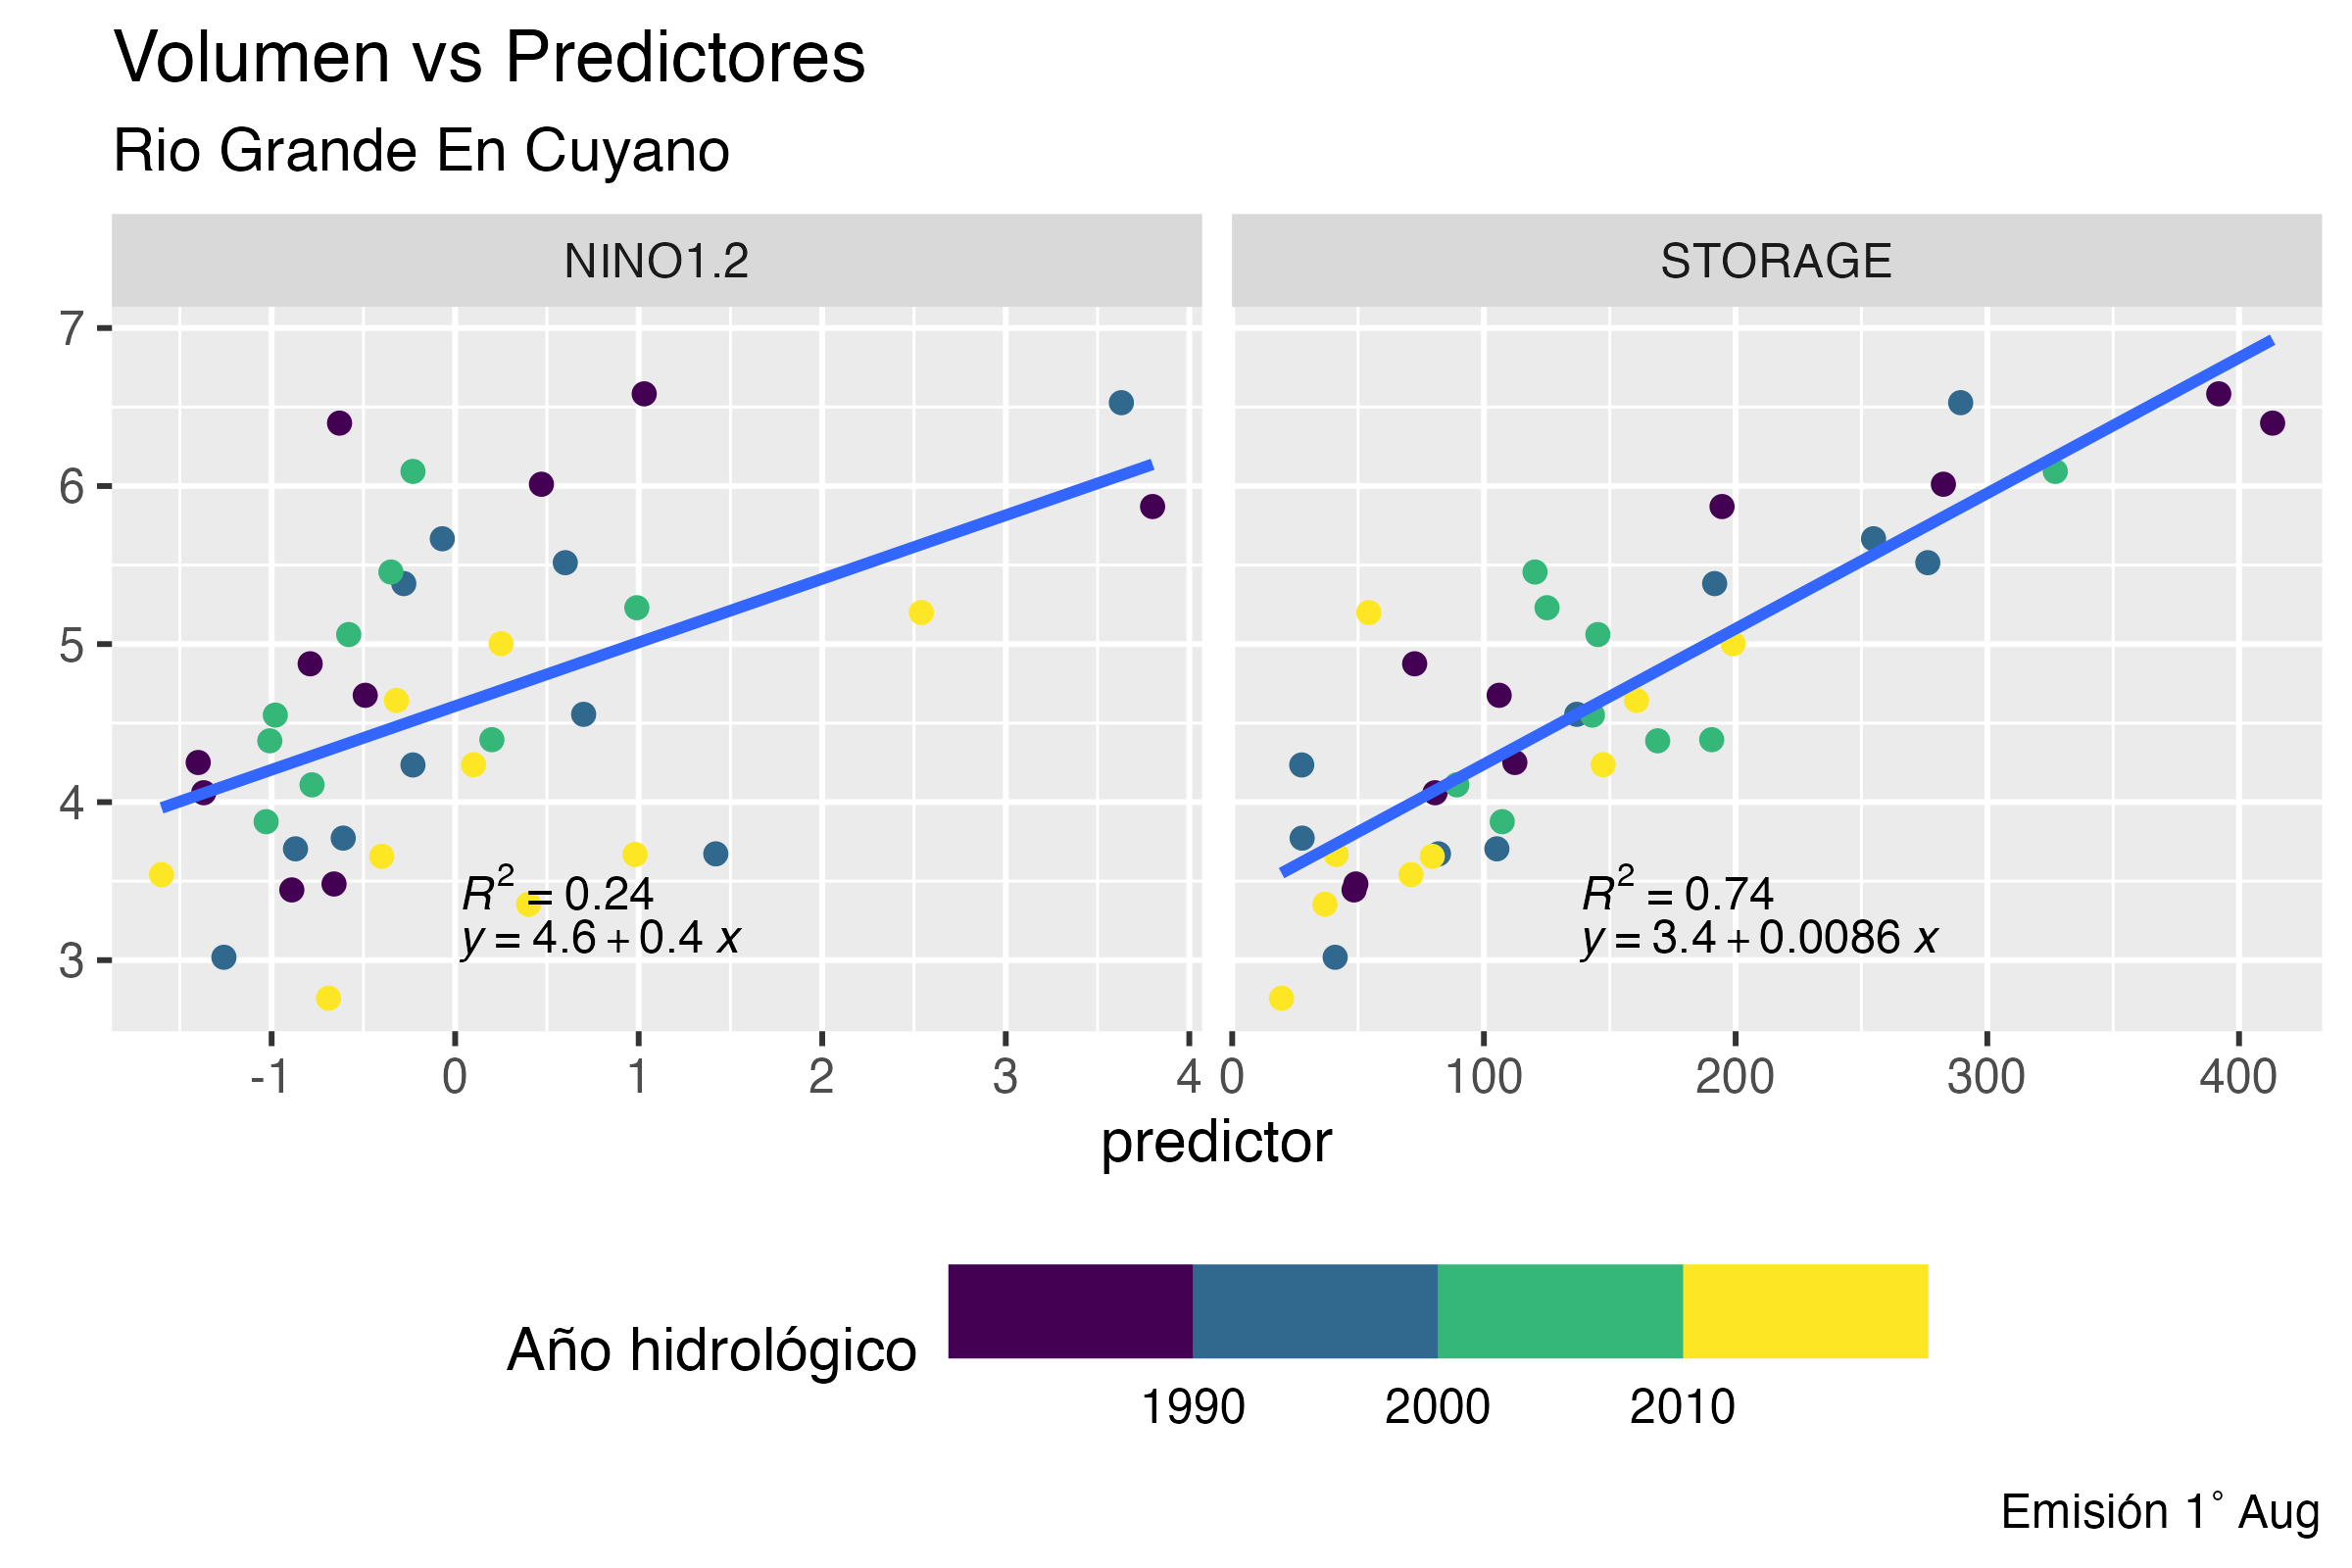 Volumen vs Predictores
Rio Grande En Cuyano
NINO1.2 STORAGE
7
6
5
4
3
R² = 0.24
y = 4.6 + 0.4 x
R² = 0.74
y = 3.4 + 0.0086 x
-1 0 1 2 3 4 0 100 200 300 400
predictor
Año hidrológico
1990 2000 2010
Emisión 1° Aug